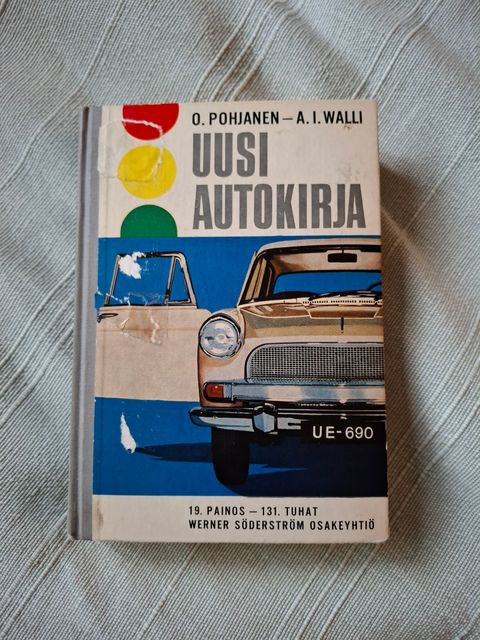 O. POHJANEN – A. I. WALLI
UUSI
AUTOKIRJA
UE-690
19. PAINOS – 131. TUHAT
WERNER SÖDERSTRÖM OSAKEYHTIÖ